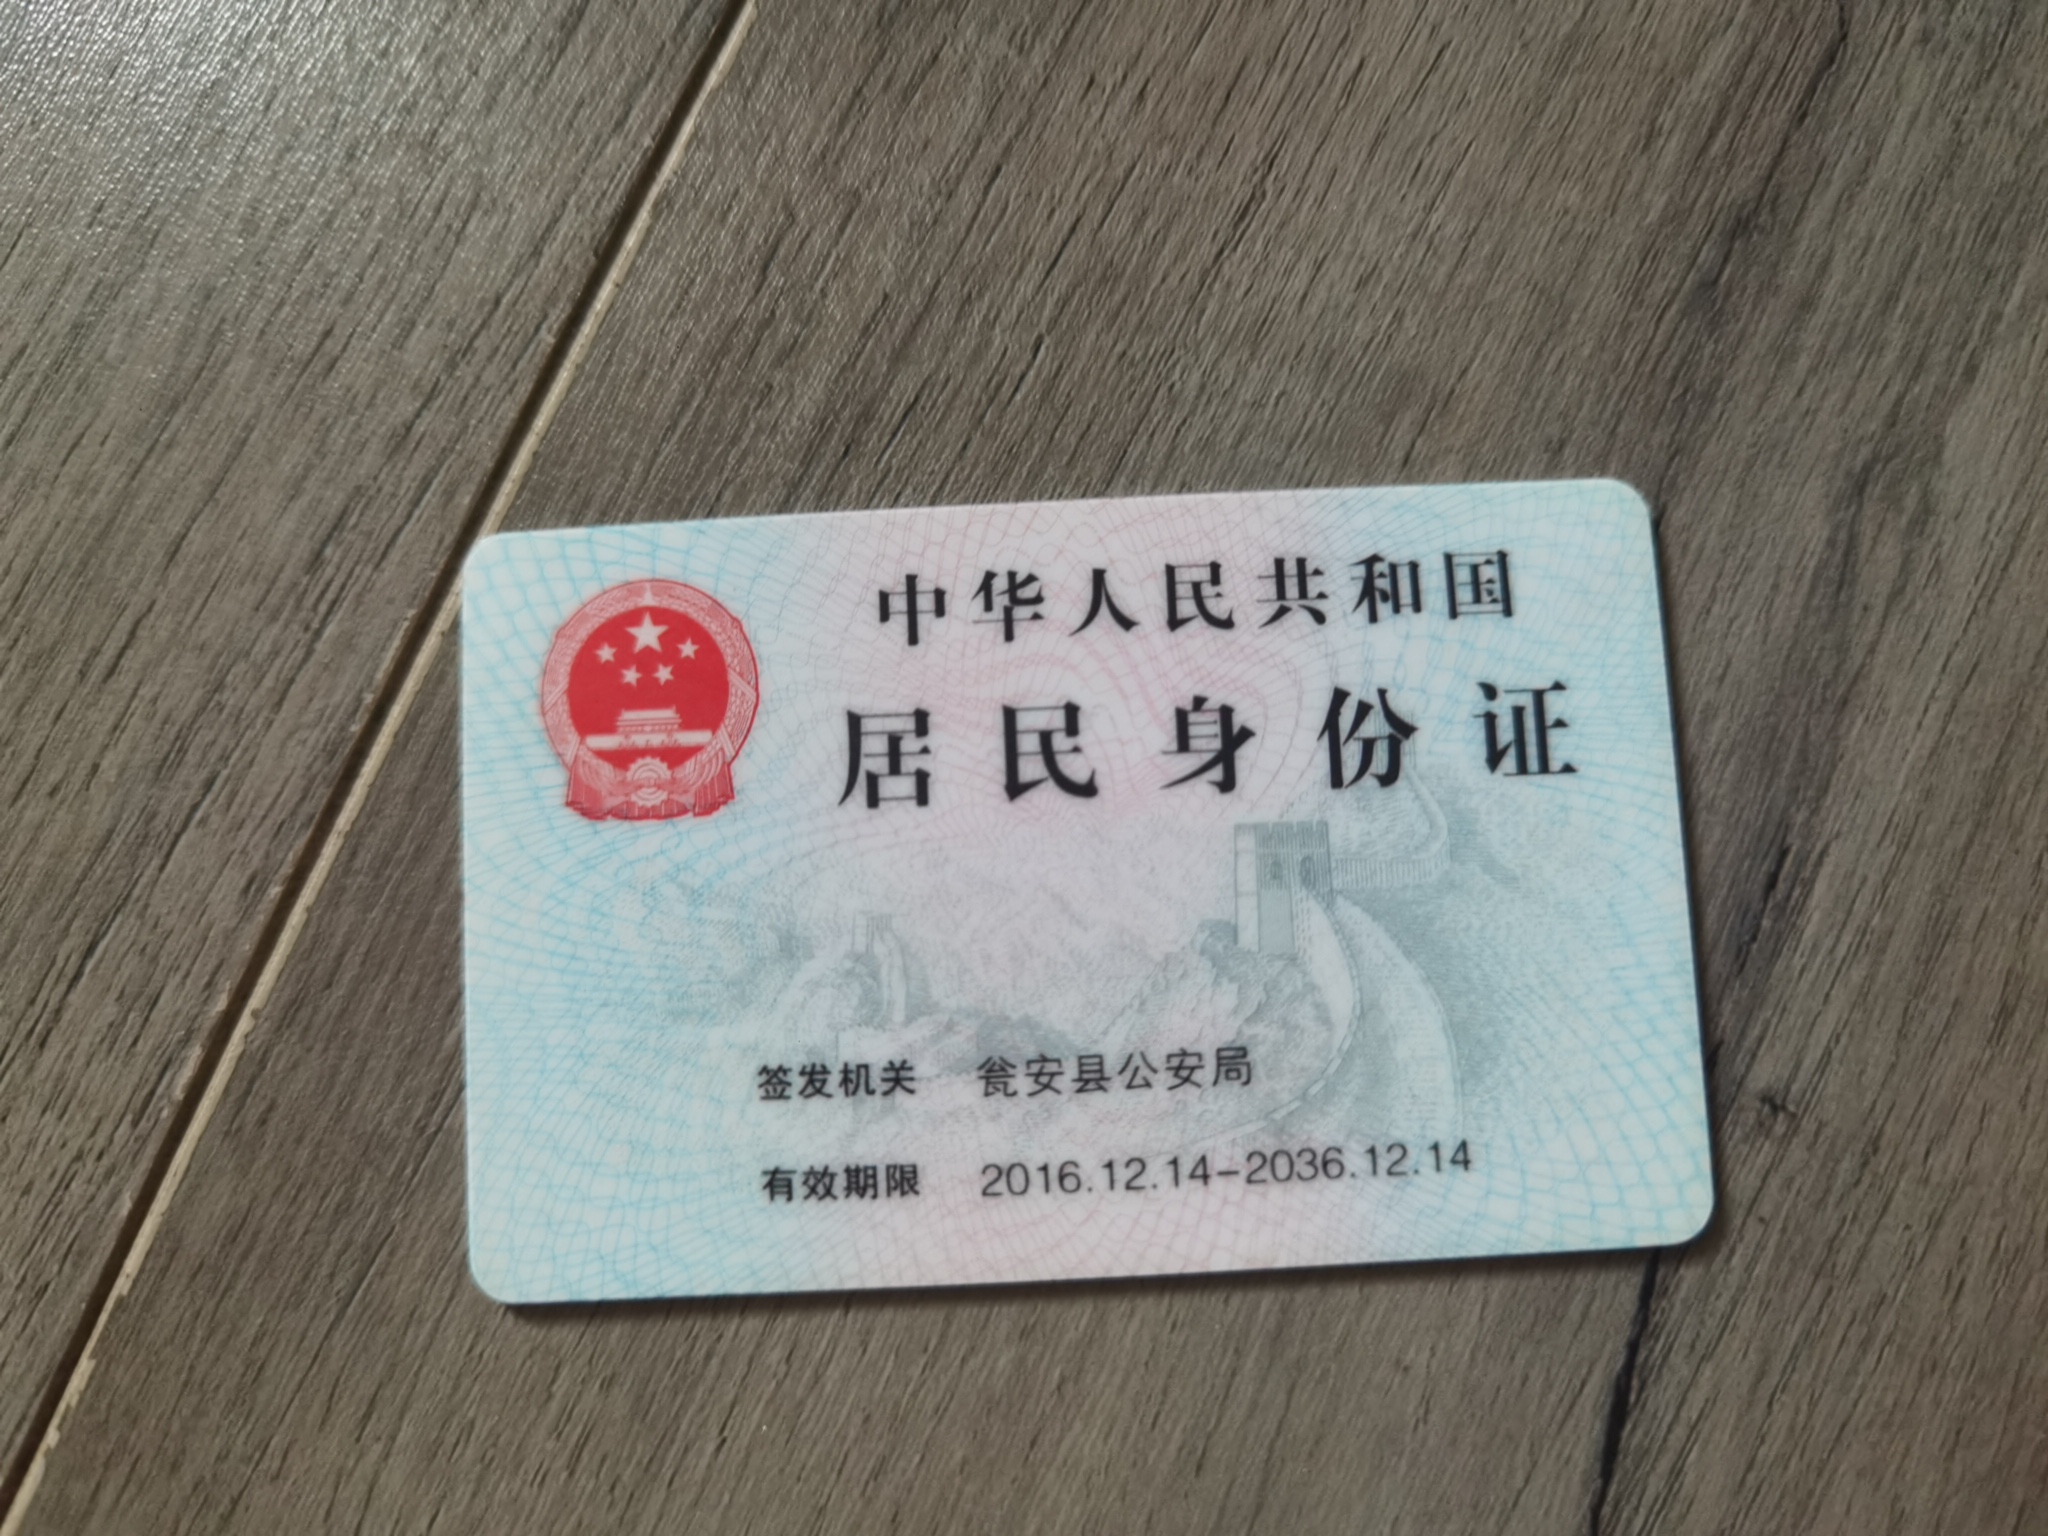 中华人民共和国
居民身份证
签发机关 瓮安县公安局
有效期限 2016.12.14-2036.12.14